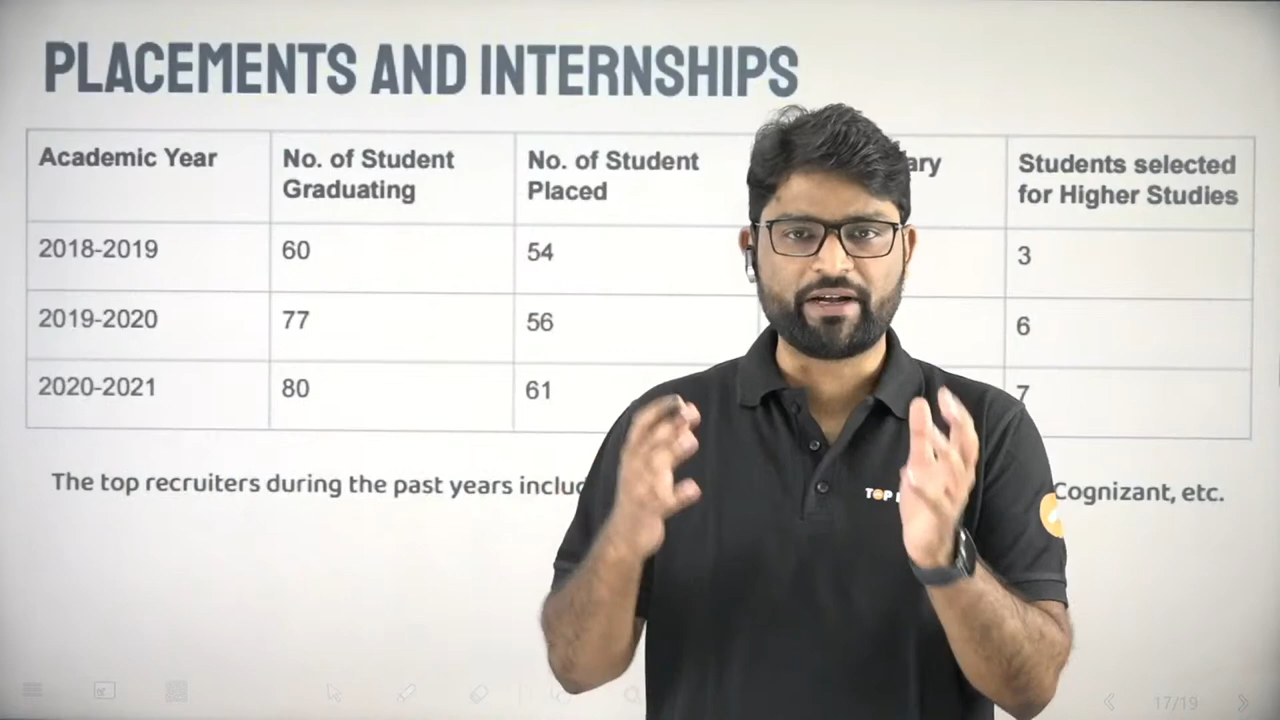 PLACEMENTS AND INTERNSHIPS
Academic Year
No. of Student Graduating
No. of Student Placed
Students selected for Higher Studies
2018-2019 60 54 3
2019-2020 77 56 6
2020-2021 80 61 7
The top recruiters during the past years Cognizant, etc.
TOP
17/19